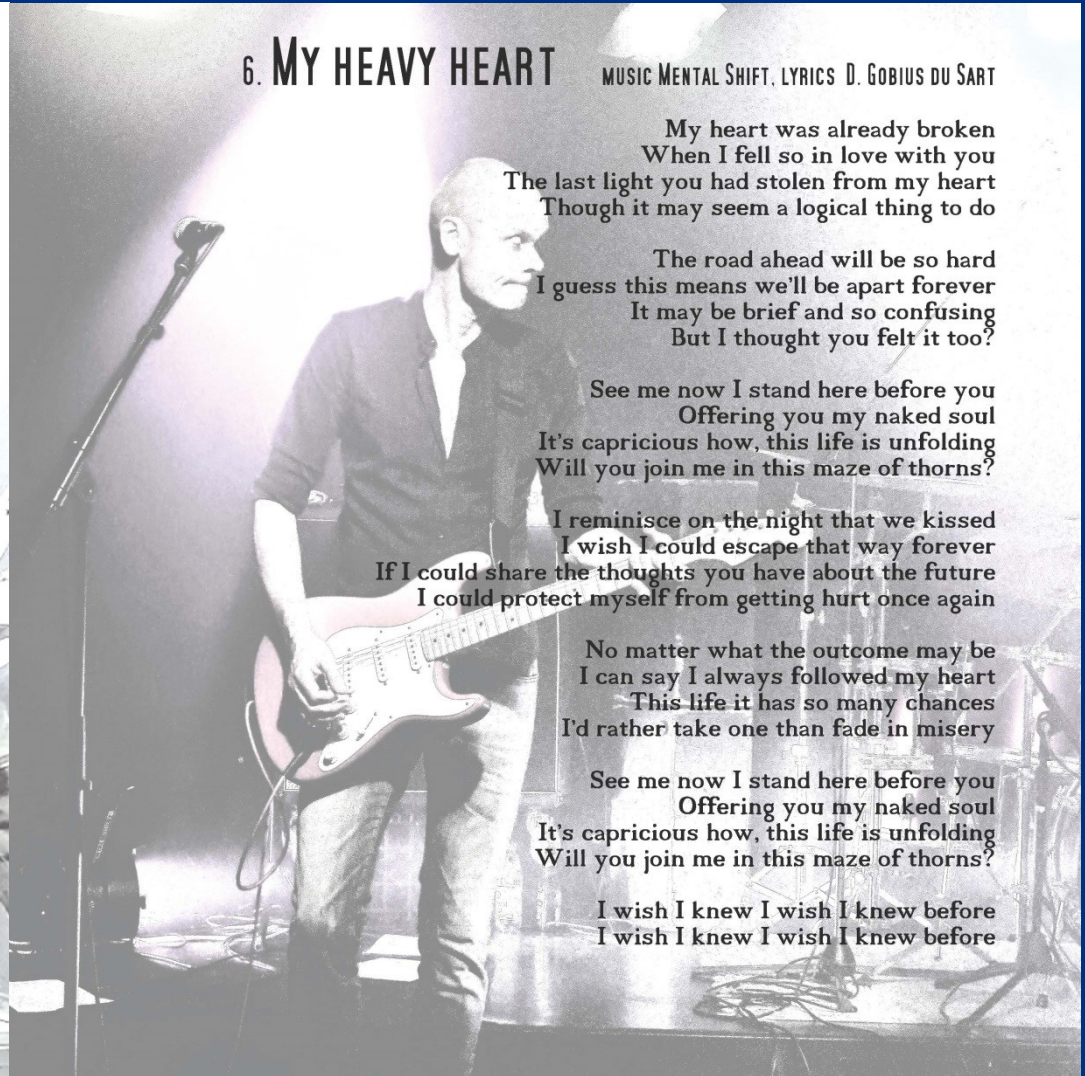 6. My heavy heart music Mental Shift, lyrics D. Gobius du Sart
My heart was already broken
When I fell so in love with you
The last light you had stolen from my heart
Though it may seem a logical thing to do
The road ahead will be so hard
I guess this means we'll be apart forever
It may be brief and so confusing
But I thought you felt it too?
See me now I stand here before you
Offering you my naked soul
It's capricious how, this life is unfolding
Will you join me in this maze of thorns?
I reminisce on the night that we kissed
I wish I could escape that way forever
If I could share the thoughts you have about the future
I could protect myself from getting hurt once again
No matter what the outcome may be
I can say I always followed my heart
This life it has so many chances
I'd rather take one than fade in misery
See me now I stand here before you
Offering you my naked soul
It's capricious how, this life is unfolding
Will you join me in this maze of thorns?
I wish I knew I wish I knew before
I wish I knew I wish I knew before